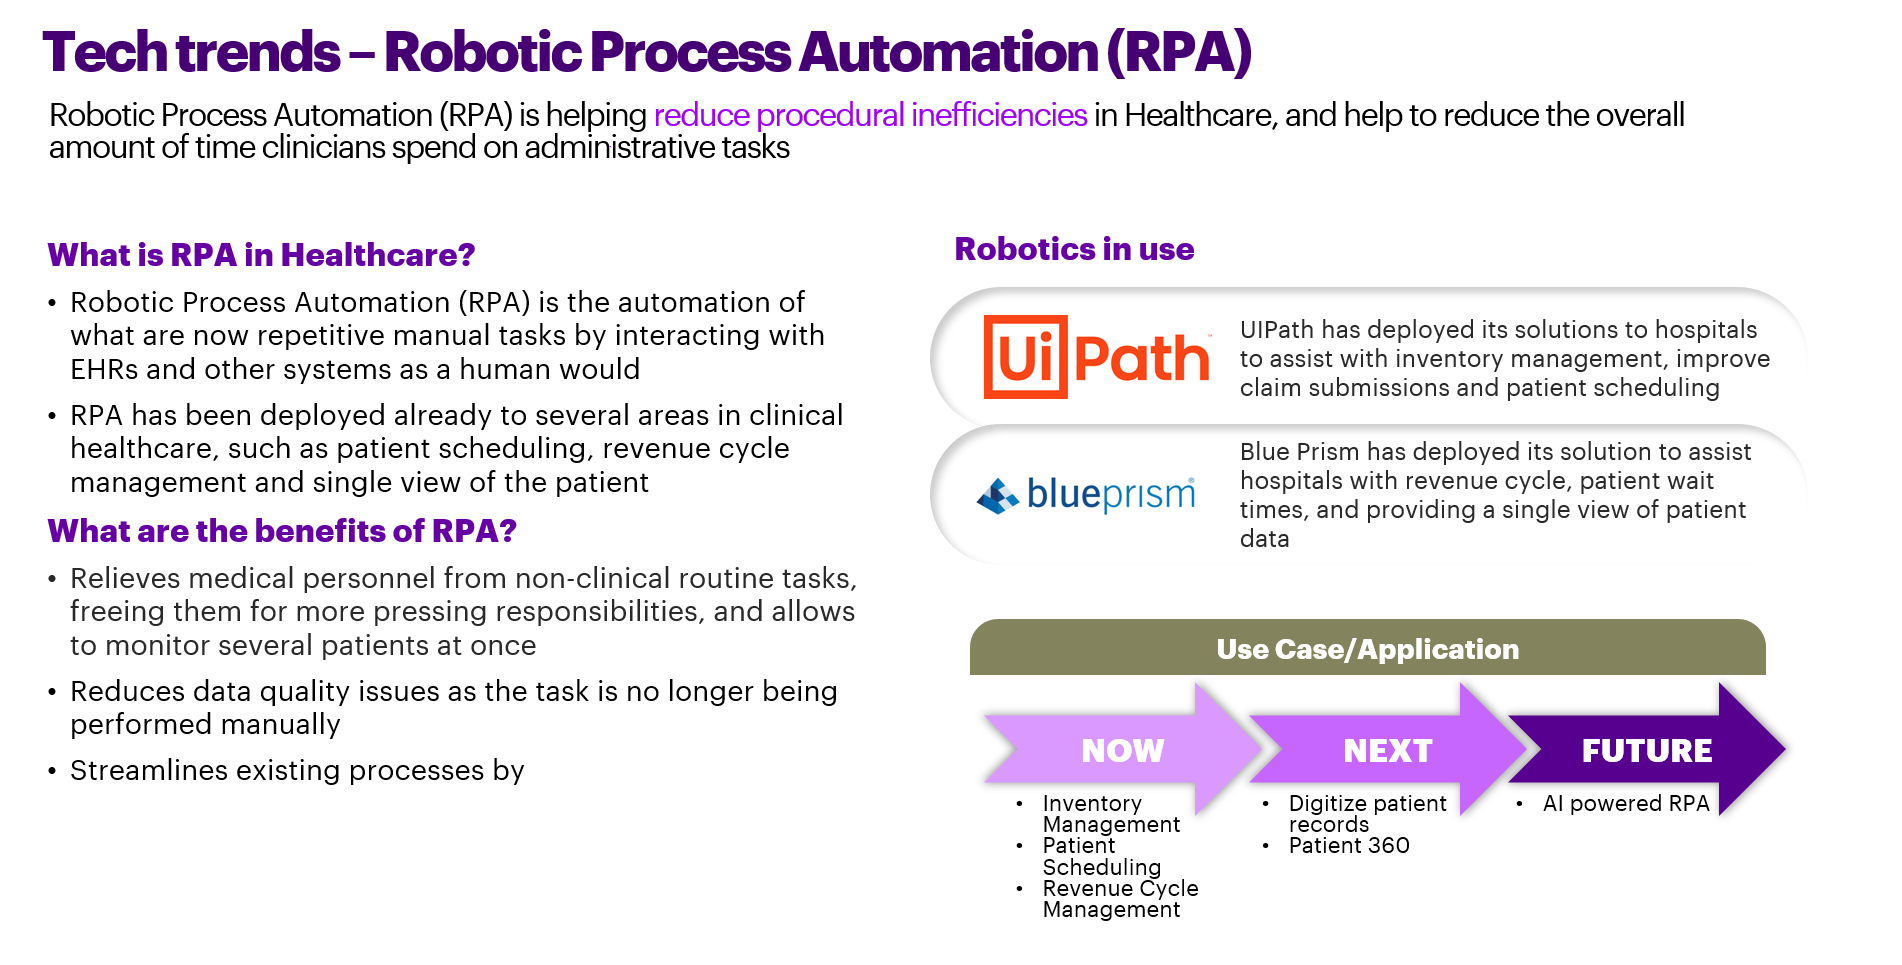 Tech trends – Robotic Process Automation (RPA)
Robotic Process Automation (RPA) is helping reduce procedural inefficiencies in Healthcare, and help to reduce the overall
amount of time clinicians spend on administrative tasks
What is RPA in Healthcare?
• Robotic Process Automation (RPA) is the automation of
what are now repetitive manual tasks by interacting with
EHRs and other systems as a human would
• RPA has been deployed already to several areas in clinical
healthcare, such as patient scheduling, revenue cycle
management and single view of the patient
What are the benefits of RPA?
• Relieves medical personnel from non-clinical routine tasks,
freeing them for more pressing responsibilities, and allows
to monitor several patients at once
• Reduces data quality issues as the task is no longer being
performed manually
• Streamlines existing processes by
Robotics in use
UiPath™
UIPath has deployed its solutions to hospitals
to assist with inventory management, improve
claim submissions and patient scheduling
blueprism®
Blue Prism has deployed its solution to assist
hospitals with revenue cycle, patient wait
times, and providing a single view of patient
data
Use Case/Application
NOW
• Inventory
Management
• Patient
Scheduling
• Revenue Cycle
Management
NEXT
• Digitize patient
records
• Patient 360
FUTURE
• AI powered RPA